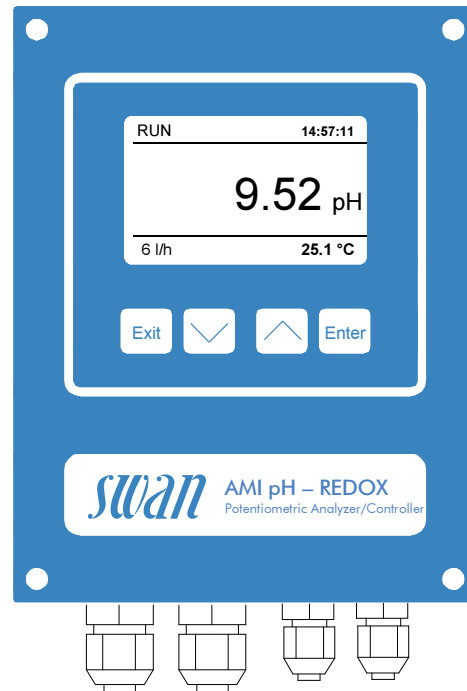 RUN 14:57:11
9.52 pH
6 l/h 25.1 °C
Exit Enter
swan AMI pH – REDOX
Potentiometric Analyzer/Controller